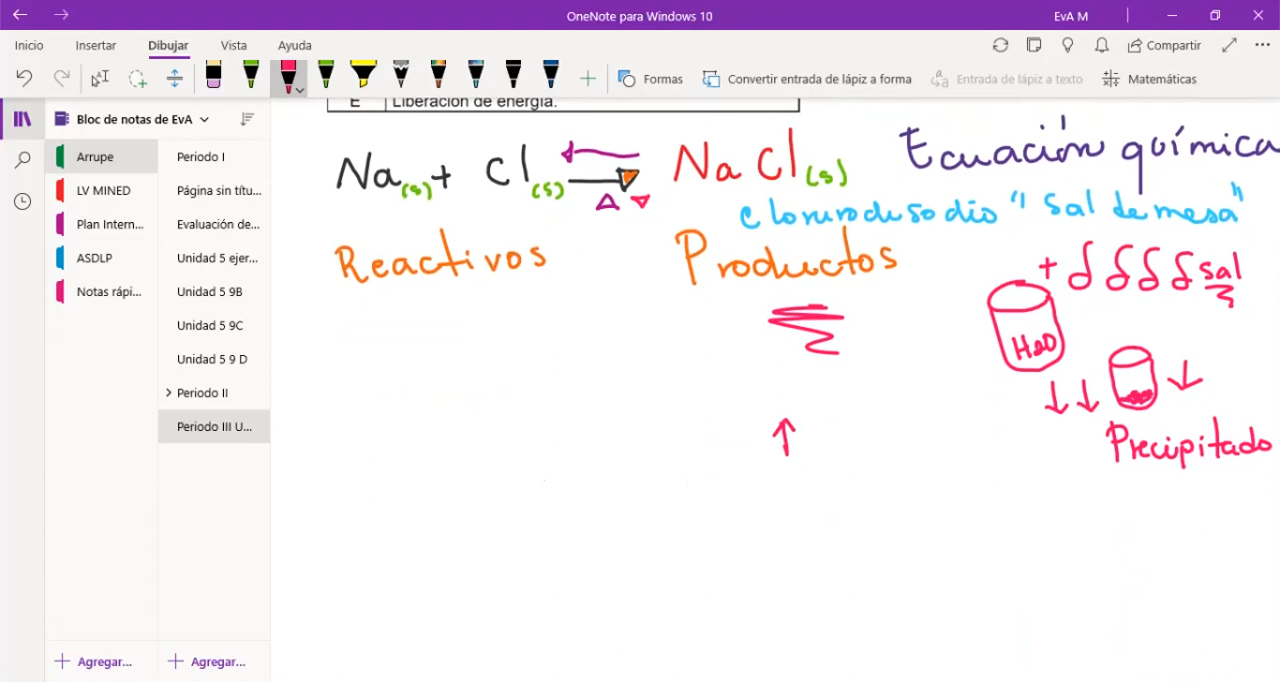 OneNote para Windows 10
EvA M
Inicio Insertar Dibujar Vista Ayuda
Compartir
Formas
Convertir entrada de lápiz a forma
Entrada de lápiz a texto
Matemáticas
Bloc de notas de EvA
Arrupe
LV MINED
Plan Intern...
ASDLP
Notas rápi...
Periodo I
Página sin títu...
Evaluación de...
Unidad 5 ejer...
Unidad 5 9B
Unidad 5 9C
Unidad 5 9 D
Periodo II
Periodo III U...
Agregar...
Agregar...
E Liberación de energía.
Na(s) + Cl(s) → NaCl(s)
Δ
Ecuación química
Cloruro de sodio "Sal de mesa"
Reactivos
Productos
+ sal
H2O
↓↓ ↓
↑
Precipitado